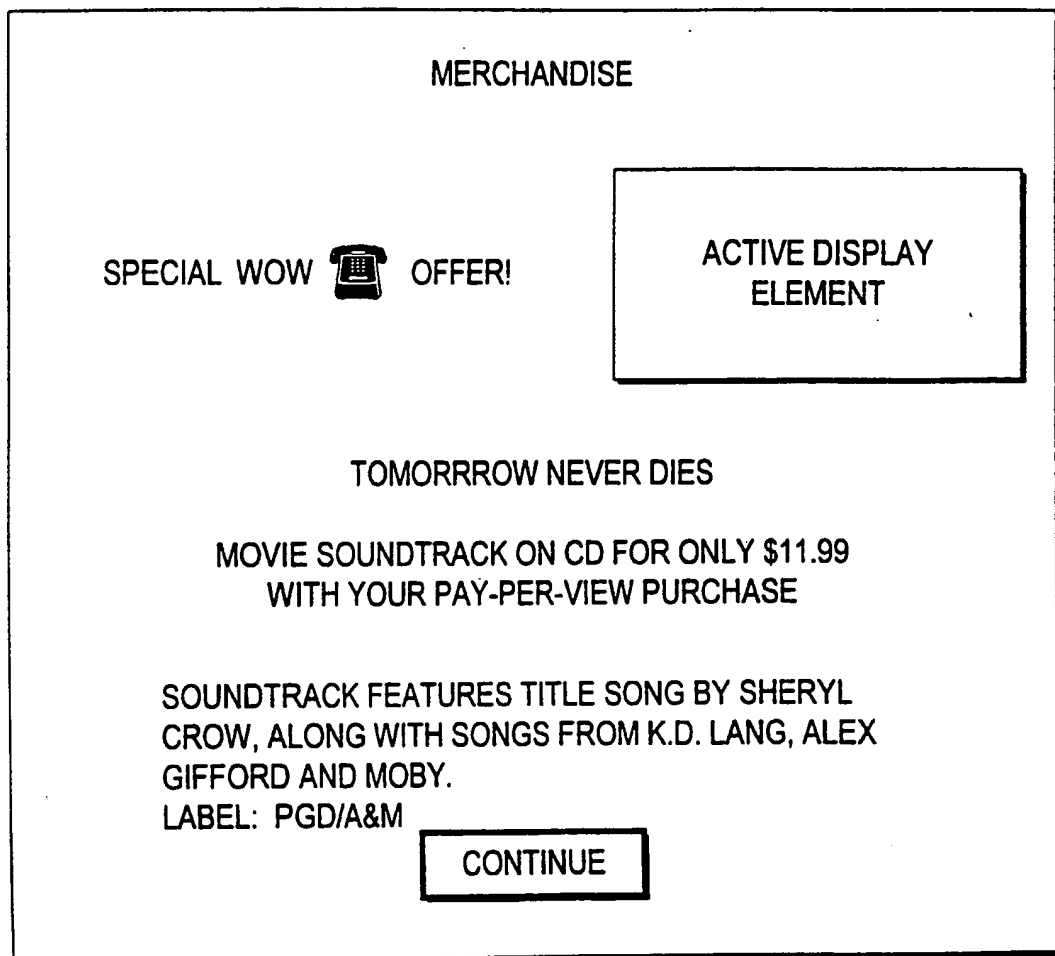 MERCHANDISE
SPECIAL WOW OFFER!
ACTIVE DISPLAY
ELEMENT
TOMORRROW NEVER DIES
MOVIE SOUNDTRACK ON CD FOR ONLY $11.99
WITH YOUR PAY-PER-VIEW PURCHASE
SOUNDTRACK FEATURES TITLE SONG BY SHERYL
CROW, ALONG WITH SONGS FROM K.D. LANG, ALEX
GIFFORD AND MOBY.
LABEL: PGD/A&M
CONTINUE